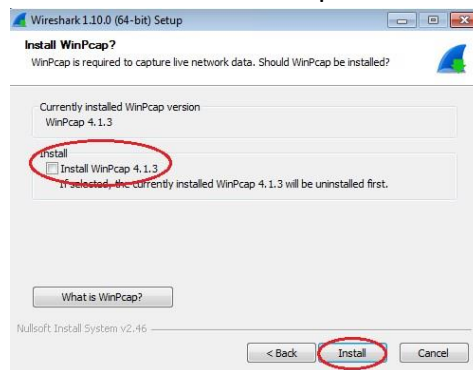 Wireshark 1.10.0 (64-bit) Setup
Install WinPcap?
WinPcap is required to capture live network data. Should WinPcap be installed?
Currently installed WinPcap version
WinPcap 4.1.3
Install
Install WinPcap 4.1.3
If selected, the currently installed WinPcap 4.1.3 will be uninstalled first.
What is WinPcap?
Nullsoft Install System v2.46
< Back Install Cancel